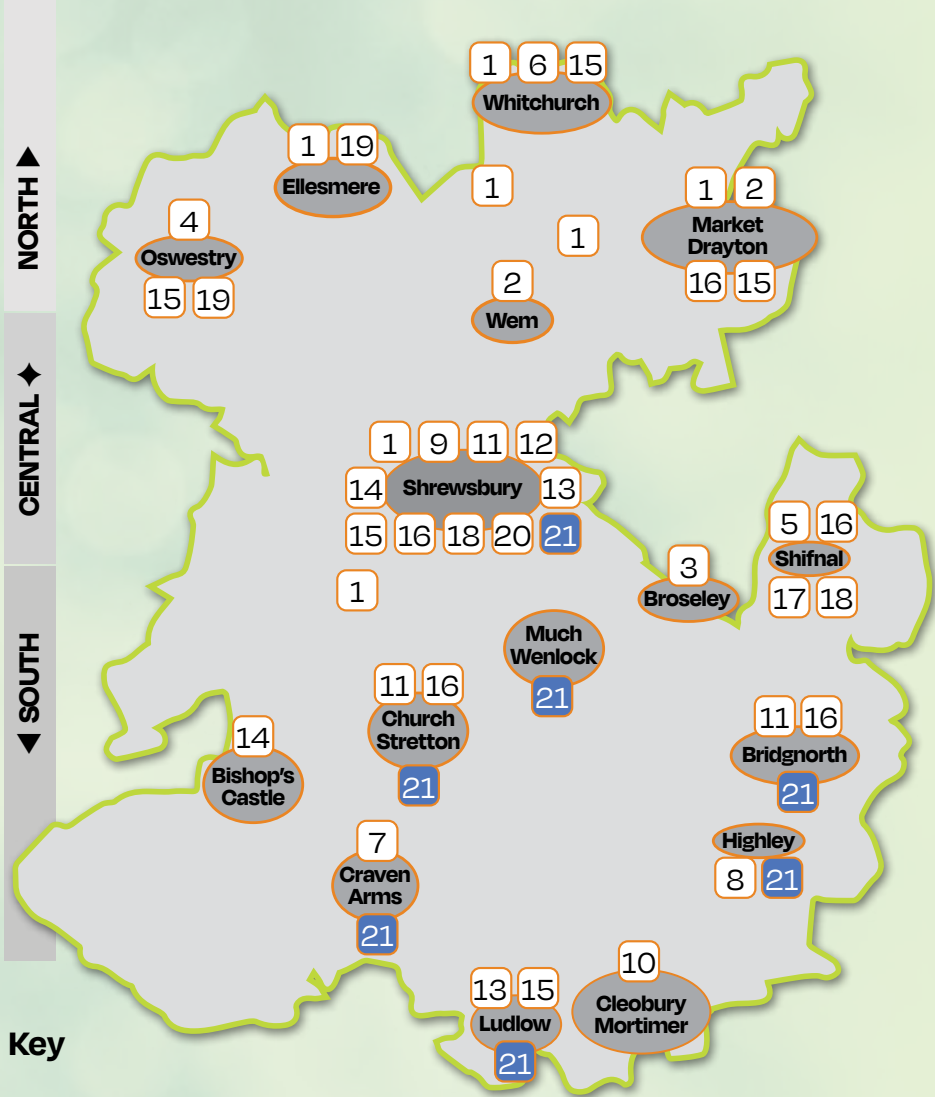 1 6 15
Whitchurch
1 19
Ellesmere
1
1 2
Market
Drayton
16 15
4
Oswestry
15 19
1
2
Wem
NORTH ▶
CENTRAL ✦
◀ SOUTH
1 9 11 12
14 Shrewsbury 13
15 16 18 20 21
5 16
Shifnal
17 18
3
Broseley
1
Much
Wenlock
21
11 16
Church
Stretton
21
14
Bishop's
Castle
11 16
Bridgnorth
21
Highley
8 21
7
Craven
Arms
21
10
Cleobury
Mortimer
13 15
Ludlow
21
Key